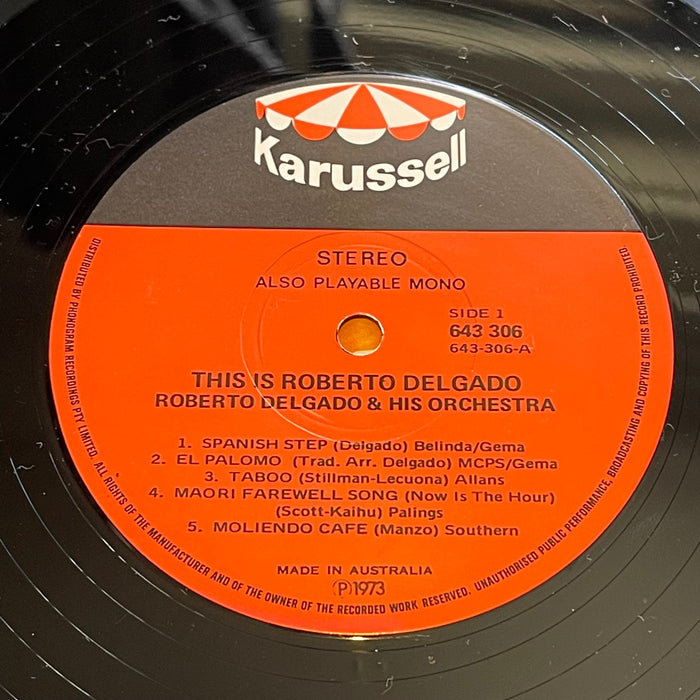 Karussell
STEREO
ALSO PLAYABLE MONO
SIDE 1
643 306
643-306-A
THIS IS ROBERTO DELGADO
ROBERTO DELGADO & HIS ORCHESTRA
1. SPANISH STEP (Delgado) Belinda/Gema
2. EL PALOMO (Trad. Arr. Delgado) MCPS/Gema
3. TABOO (Stillman-Lecuona) Allans
4. MAORI FAREWELL SONG (Now Is The Hour)
(Scott-Kaihu) Palings
5. MOLIENDO CAFE (Manzo) Southern
MADE IN AUSTRALIA
(P)1973
DISTRIBUTED BY PHONOGRAM RECORDINGS PTY LIMITED. ALL RIGHTS OF THE MANUFACTURER AND OF THE OWNER OF THE RECORDED WORK RESERVED. UNAUTHORISED PUBLIC PERFORMANCE, BROADCASTING AND COPYING OF THIS RECORD PROHIBITED.